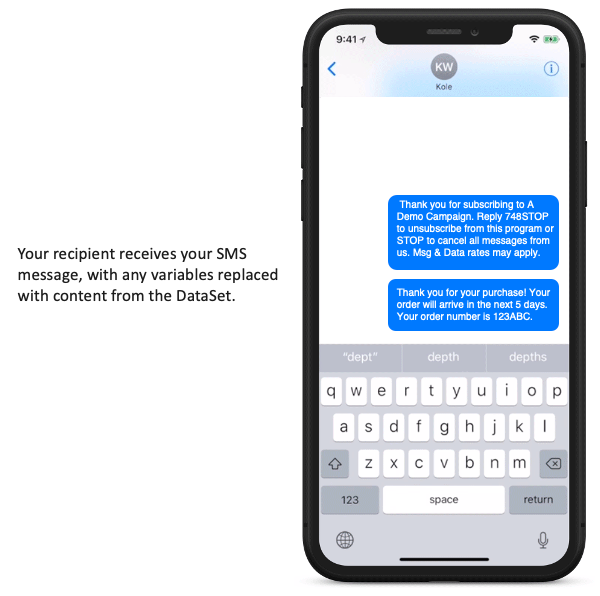 9:41
KW
Kole
Thank you for subscribing to A
Demo Campaign. Reply 748STOP
to unsubscribe from this program or
STOP to cancel all messages from
us. Msg & Data rates may apply.
Your recipient receives your SMS
message, with any variables replaced
with content from the DataSet.
Thank you for your purchase! Your
order will arrive in the next 5 days.
Your order number is 123ABC.
"dept" depth depths
q w e r t y u i o p
a s d f g h j k l
z x c v b n m
123 space return